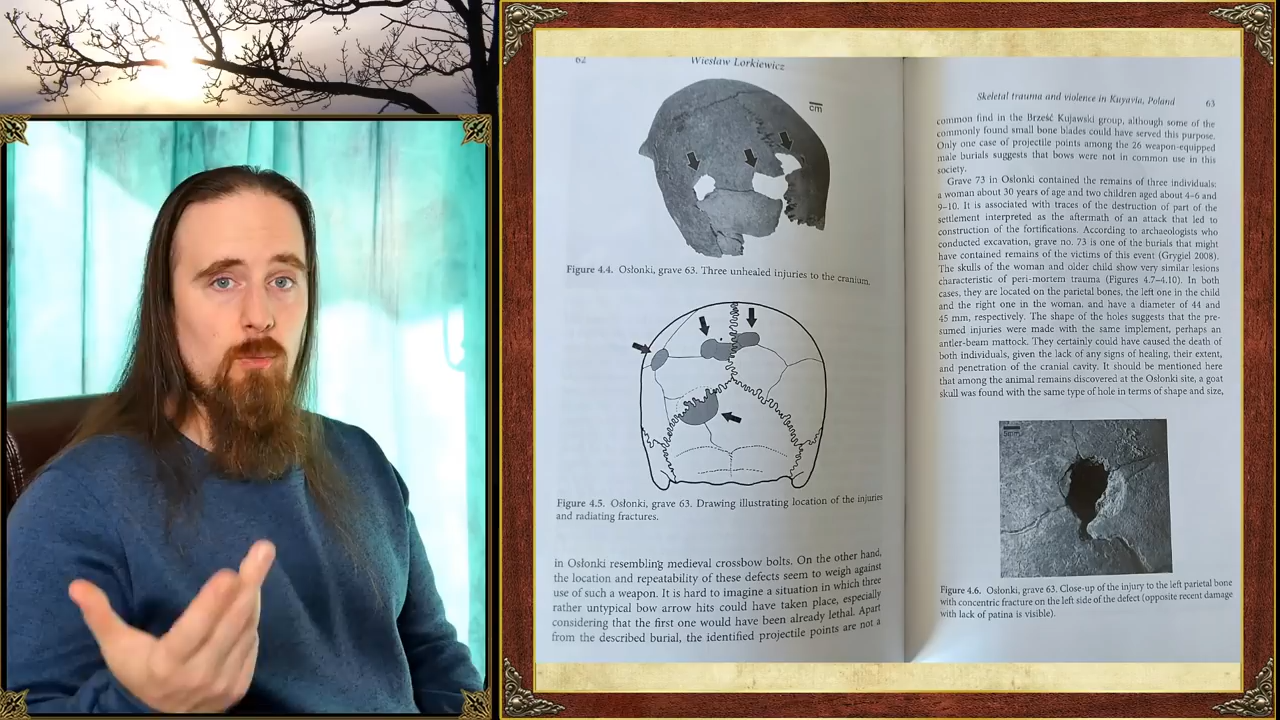 62
Wiesław Lorkiewicz
cm
Figure 4.4. Osłonki, grave 63. Three unhealed injuries to the cranium.
Figure 4.5. Osłonki, grave 63. Drawing illustrating location of the injuries
and radiating fractures.
in Osłonki resembling medieval crossbow bolts. On the other hand,
the location and repeatability of these defects seem to weigh against
use of such a weapon. It is hard to imagine a situation in which three
rather untypical bow arrow hits could have taken place, especially
considering that the first one would have been already lethal. Apart
from the described burial, the identified projectile points are not a
Skeletal trauma and violence in Kuyavia, Poland
63
common find in the Brześć Kujawski group, although some of the
commonly found small bone blades could have served this purpose.
Only one case of projectile points among the 26 weapon-equipped
male burials suggests that bows were not in common use in this
society.
Grave 73 in Osłonki contained the remains of three individuals:
a woman about 30 years of age and two children aged about 4–6 and
9–10. It is associated with traces of the destruction of part of the
settlement interpreted as the aftermath of an attack that led to
construction of the fortifications. According to archaeologists who
conducted excavation, grave no. 73 is one of the burials that might
have contained remains of the victims of this event (Grygiel 2008).
The skulls of the woman and older child show very similar lesions
characteristic of peri-mortem trauma (Figures 4.7–4.10). In both
cases, they are located on the parietal bones, the left one in the child
and the right one in the woman, and have a diameter of 44 and
45 mm, respectively. The shape of the holes suggests that the pre-
sumed injuries were made with the same implement, perhaps an
antler-beam mattock. They certainly could have caused the death of
both individuals, given the lack of any signs of healing, their extent,
and penetration of the cranial cavity. It should be mentioned here
that among the animal remains discovered at the Osłonki site, a goat
skull was found with the same type of hole in terms of shape and size,
5mm
Figure 4.6. Osłonki, grave 63. Close-up of the injury to the left parietal bone
with concentric fracture on the left side of the defect (opposite recent damage
with lack of patina is visible).